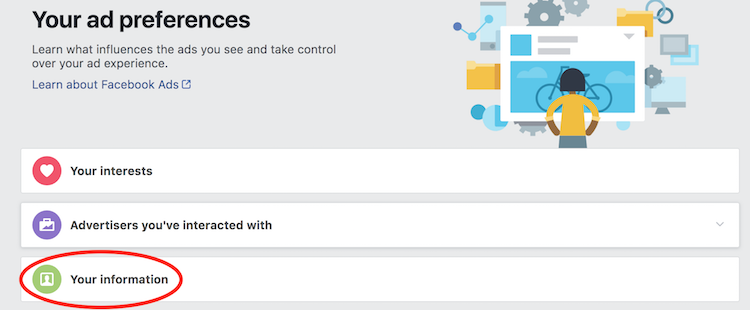 Your ad preferences
Learn what influences the ads you see and take control
over your ad experience.
Learn about Facebook Ads
Your interests
Advertisers you've interacted with
Your information